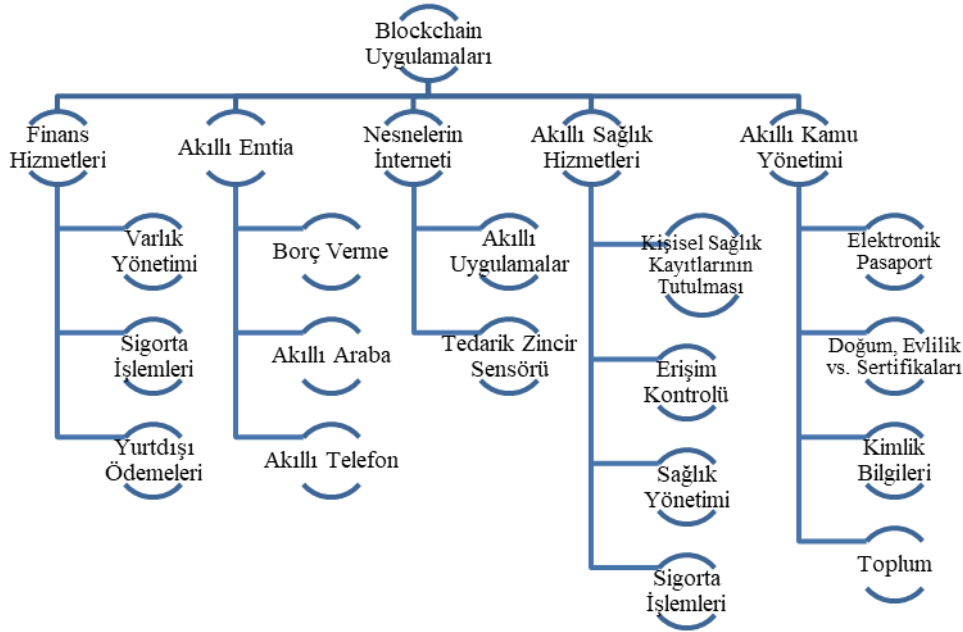 Blockchain
Uygulamaları
Finans
Hizmetleri
Varlık
Yönetimi
Sigorta
İşlemleri
Yurtdışı
Ödemeleri
Akıllı Emtia
Borç Verme
Akıllı Araba
Akıllı Telefon
Nesnelerin
İnterneti
Akıllı
Uygulamalar
Tedarik Zincir
Sensörü
Akıllı Sağlık
Hizmetleri
Kişisel Sağlık
Kayıtlarının
Tutulması
Erişim
Kontrolü
Sağlık
Yönetimi
Sigorta
İşlemleri
Akıllı Kamu
Yönetimi
Elektronik
Pasaport
Doğum, Evlilik
vs. Sertifikaları
Kimlik
Bilgileri
Toplum